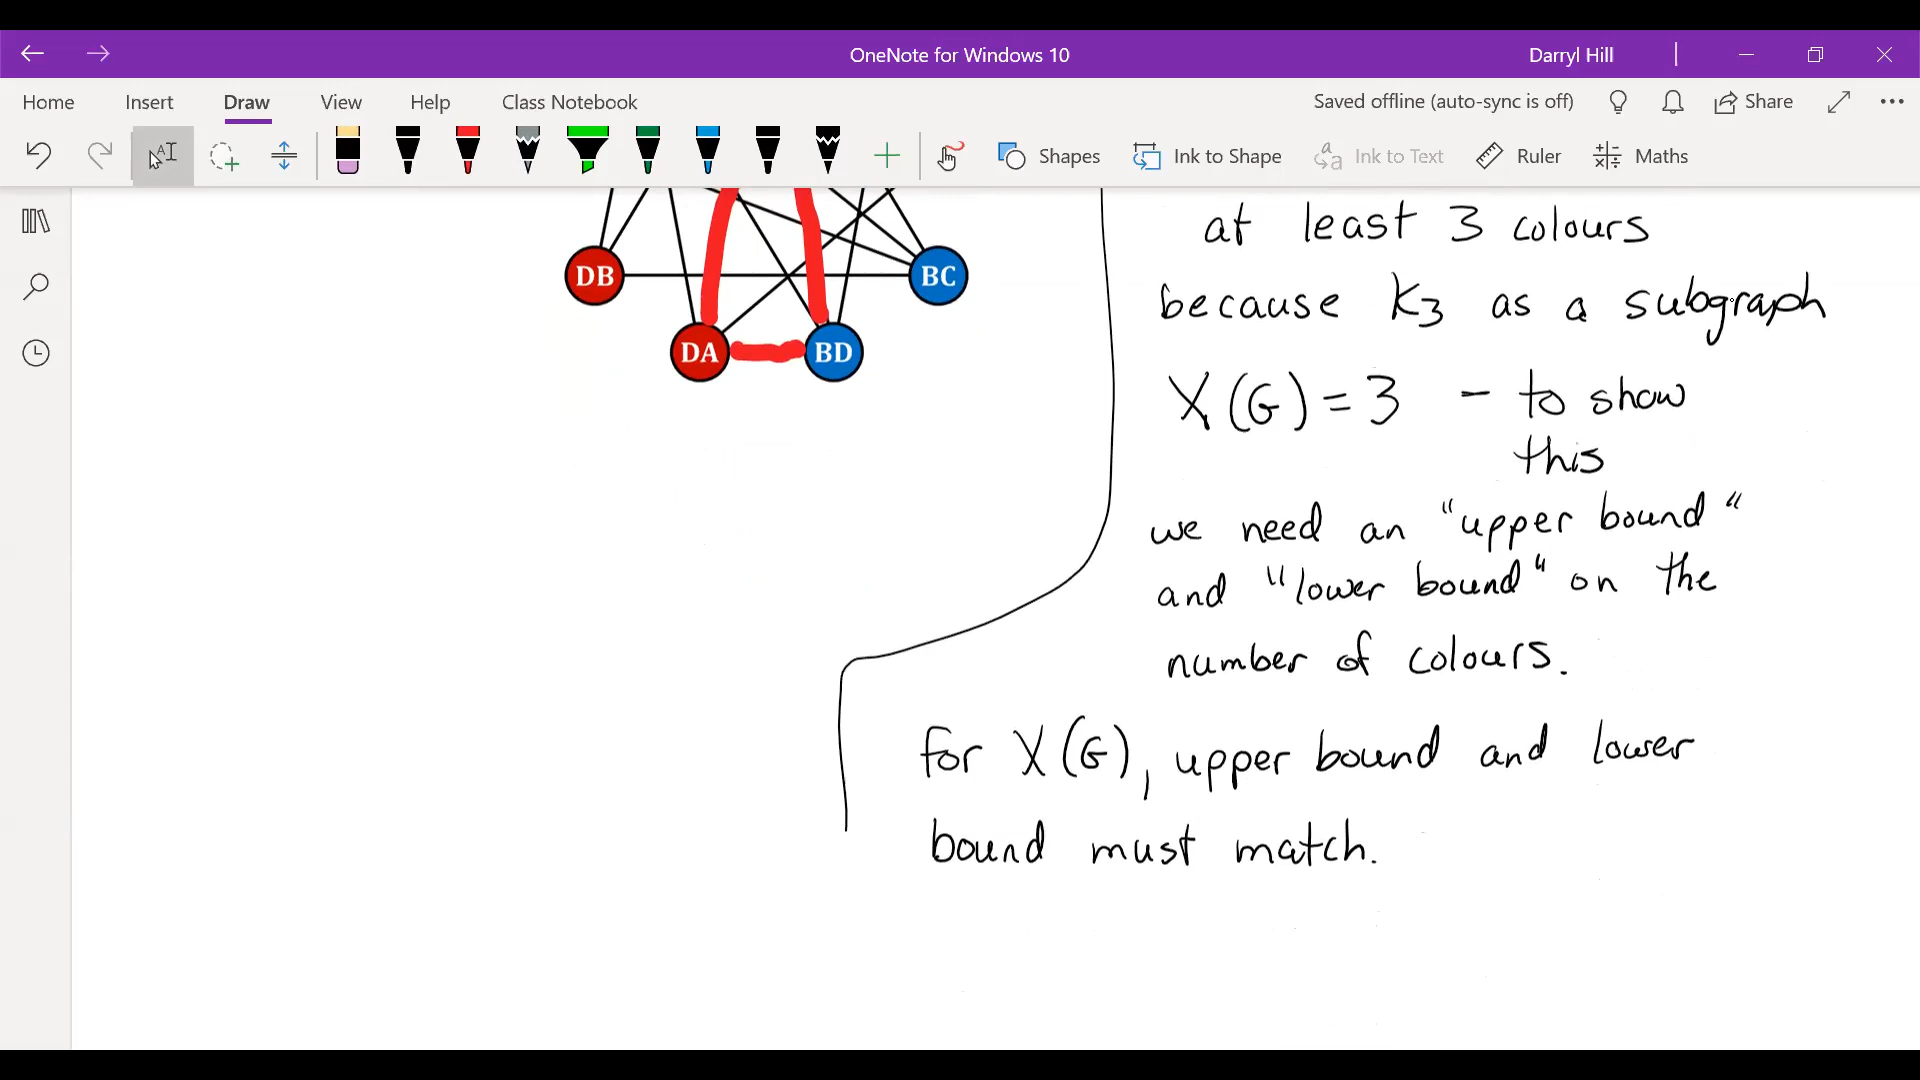 OneNote for Windows 10
Darryl Hill
Home Insert Draw View Help Class Notebook
Saved offline (auto-sync is off) Share
Shapes Ink to Shape Ink to Text Ruler Maths
at least 3 colours
because K3 as a subgraph
χ(G) = 3 - to show
this
we need an "upper bound"
and "lower bound" on the
number of colours.
For χ(G), upper bound and lower
bound must match.
DB
BC
DA
BD